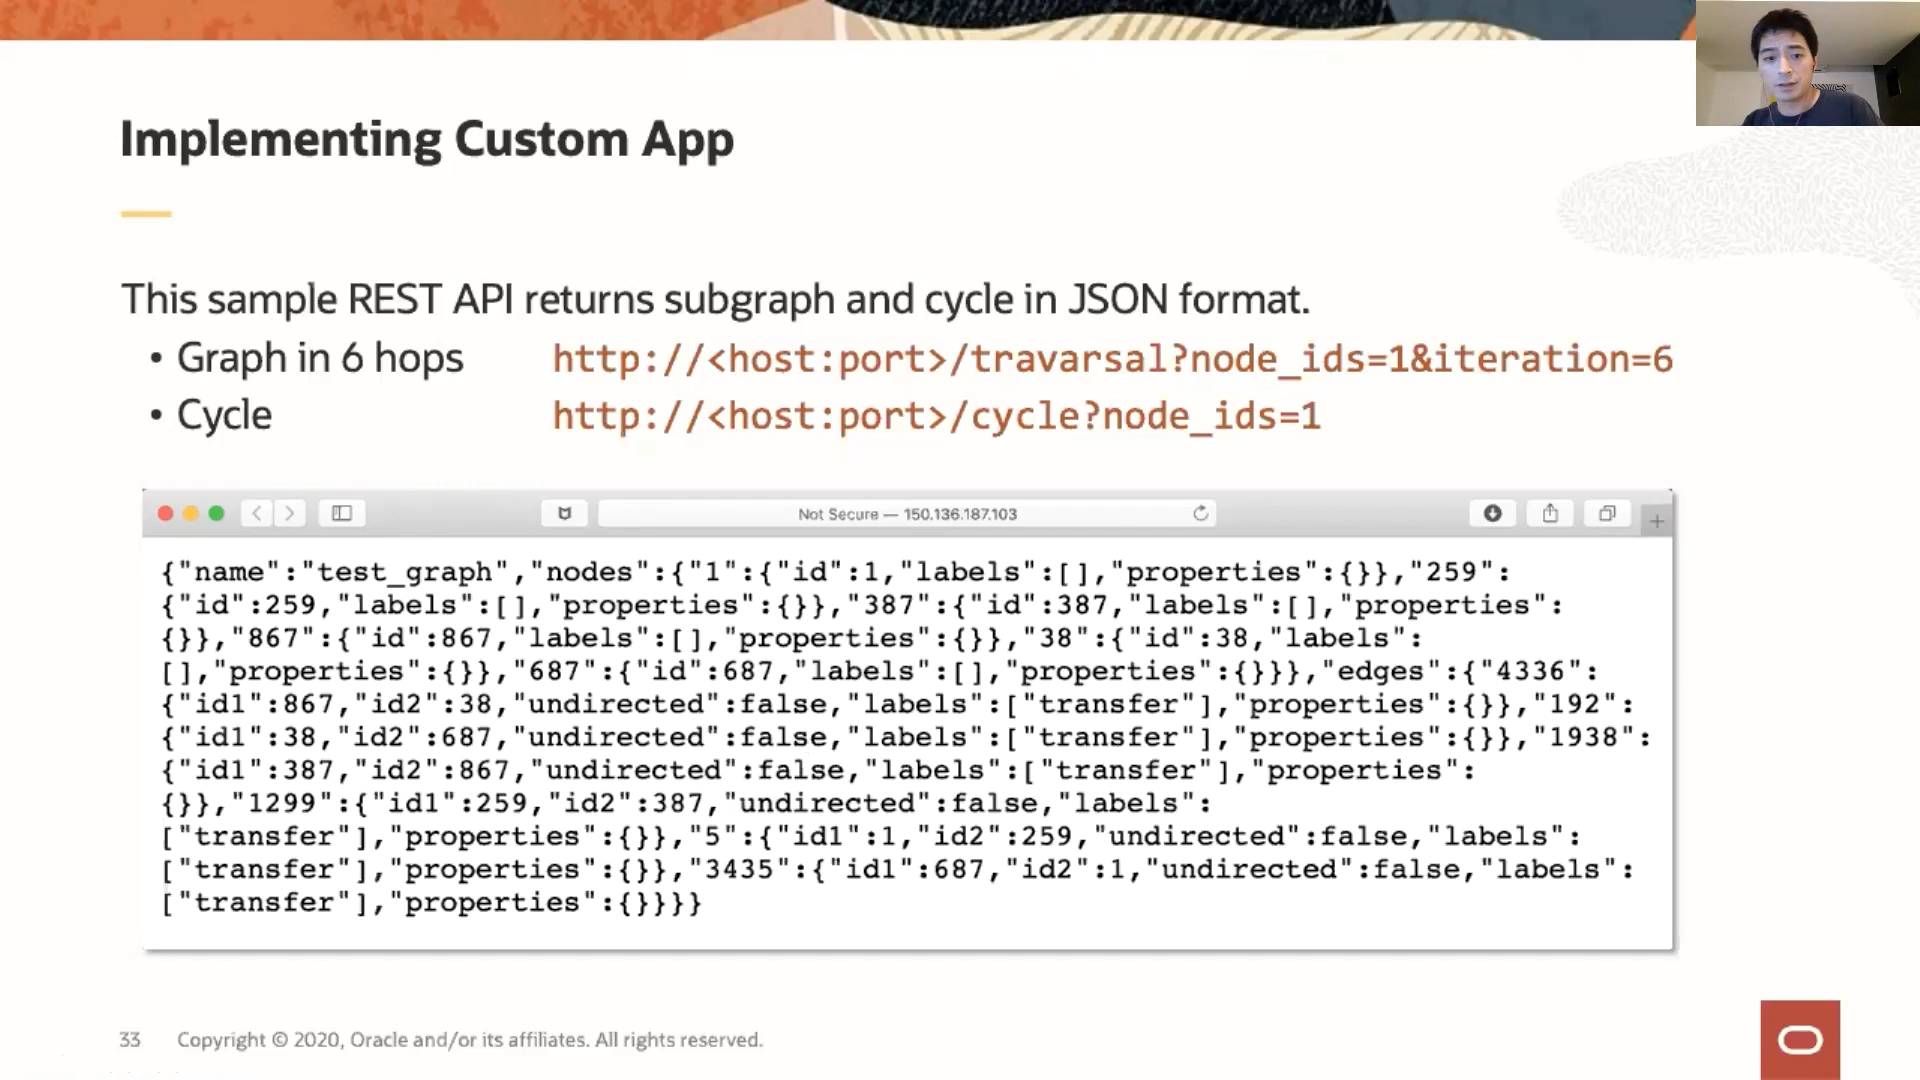 Implementing Custom App
This sample REST API returns subgraph and cycle in JSON format.
• Graph in 6 hops http://<host:port>/travarsal?node_ids=1&iteration=6
• Cycle http://<host:port>/cycle?node_ids=1
Not Secure — 150.136.187.103
{"name":"test_graph","nodes":{"1":{"id":1,"labels":[],"properties":{}},"259":
{"id":259,"labels":[],"properties":{}},"387":{"id":387,"labels":[],"properties":
{}},"867":{"id":867,"labels":[],"properties":{}},"38":{"id":38,"labels":
[],"properties":{}},"687":{"id":687,"labels":[],"properties":{}}},"edges":{"4336":
{"id1":867,"id2":38,"undirected":false,"labels":["transfer"],"properties":{}},"192":
{"id1":38,"id2":687,"undirected":false,"labels":["transfer"],"properties":{}},"1938":
{"id1":387,"id2":867,"undirected":false,"labels":["transfer"],"properties":
{}},"1299":{"id1":259,"id2":387,"undirected":false,"labels":
["transfer"],"properties":{}},"5":{"id1":1,"id2":259,"undirected":false,"labels":
["transfer"],"properties":{}},"3435":{"id1":687,"id2":1,"undirected":false,"labels":
["transfer"],"properties":{}}}}
33 Copyright © 2020, Oracle and/or its affiliates. All rights reserved.